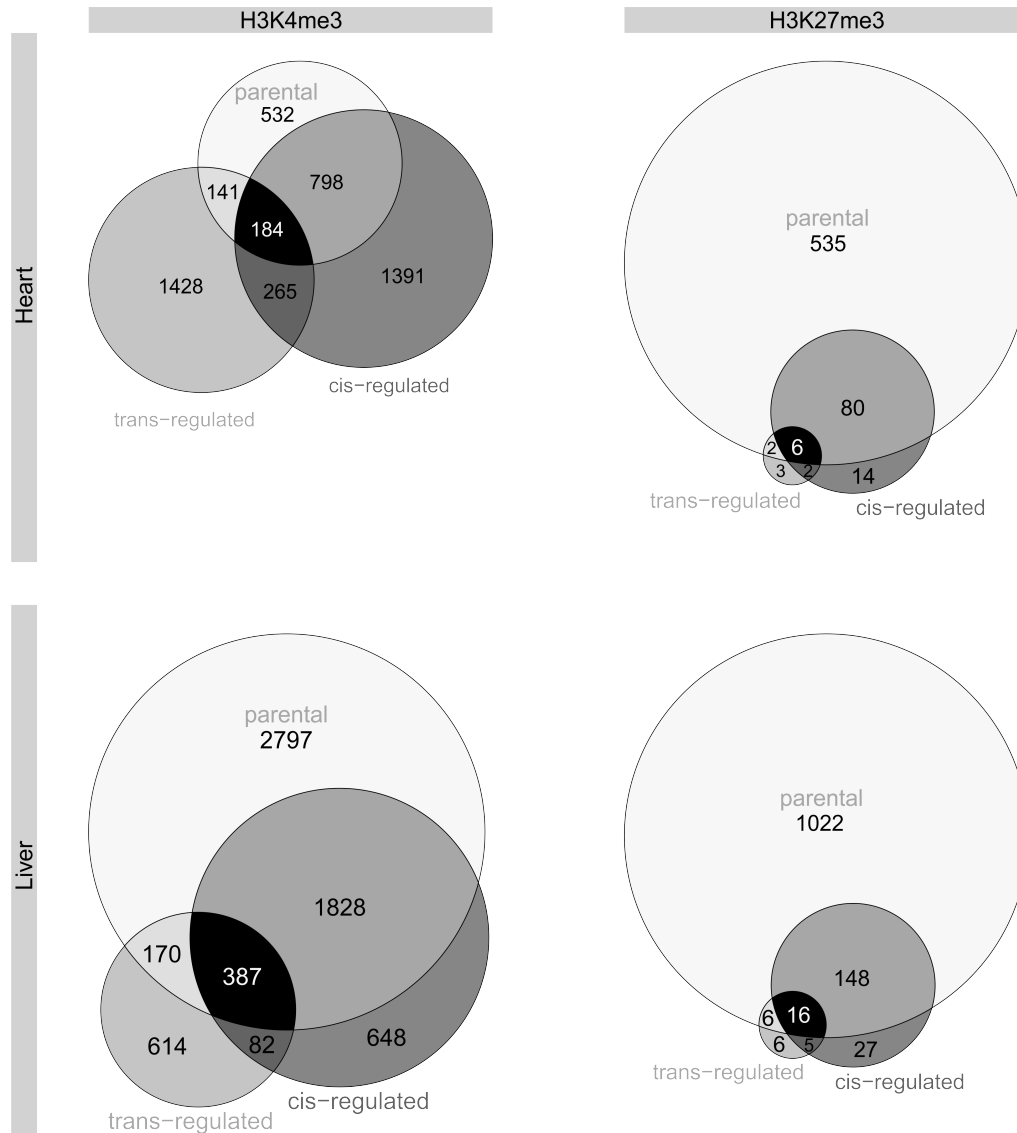 H3K4me3
H3K27me3
Heart
parental
532
141
798
184
1428
265
1391
cis−regulated
trans−regulated
parental
535
80
2
6
3
2
14
trans−regulated
cis−regulated
Liver
parental
2797
1828
170
387
614
82
648
cis−regulated
trans−regulated
parental
1022
148
6
16
6
5
27
trans−regulated
cis−regulated